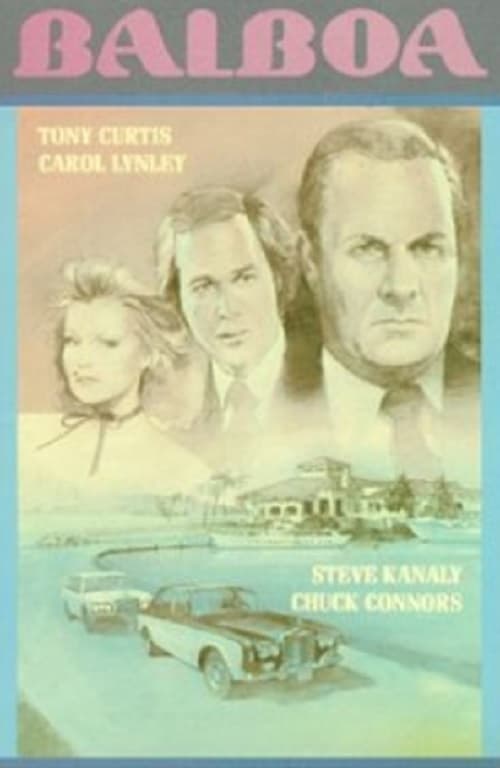 BALBOA
TONY CURTIS
CAROL LYNLEY
STEVE KANALY
CHUCK CONNORS